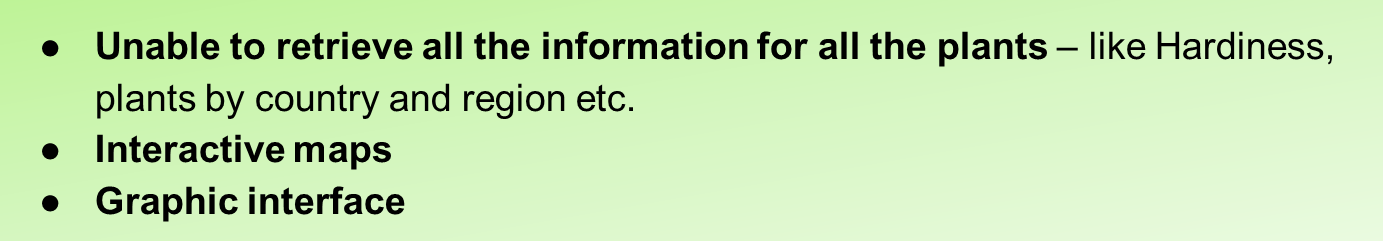 ● Unable to retrieve all the information for all the plants – like Hardiness,
plants by country and region etc.
● Interactive maps
● Graphic interface